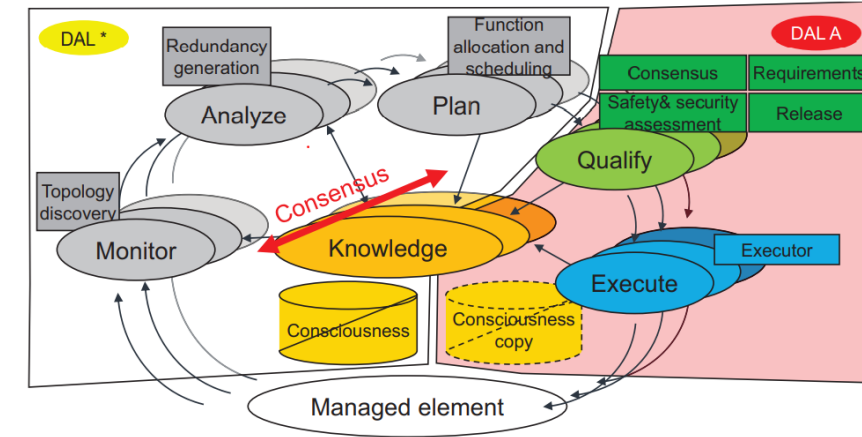 DAL *
Redundancy
generation
Function
allocation and
scheduling
DAL A
Consensus
Requirements
Safety& security
assessment
Release
Analyze
Plan
Qualify
Topology
discovery
Consensus
Monitor
Knowledge
Executor
Execute
Consciousness
Consciousness
copy
Managed element